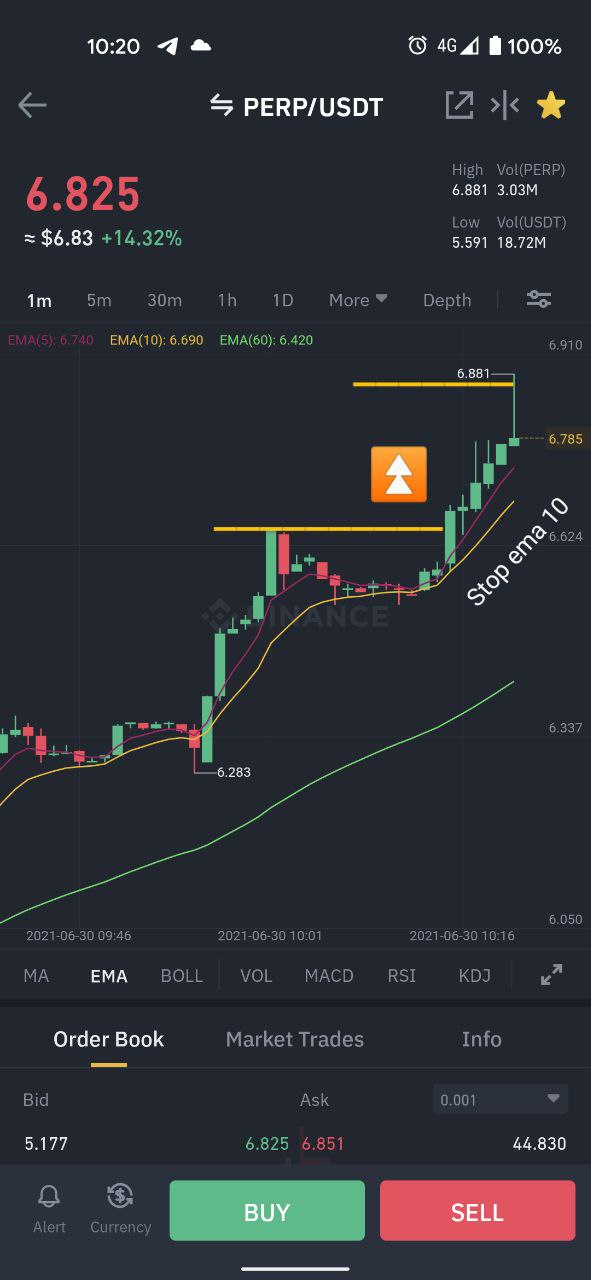 10:20 4G 100%
PERP/USDT
6.825
≈ $6.83 +14.32%
High Vol(PERP)
6.881 3.03M
Low Vol(USDT)
5.591 18.72M
1m 5m 30m 1h 1D More Depth
EMA(5): 6.740 EMA(10): 6.690 EMA(60): 6.420
6.910
6.881
6.785
6.624
Stop ema 10
BINANCE
6.337
6.283
6.050
2021-06-30 09:46 2021-06-30 10:01 2021-06-30 10:16
MA EMA BOLL VOL MACD RSI KDJ
Order Book Market Trades Info
Bid Ask 0.001
5.177 6.825 6.851 44.830
Alert Currency BUY SELL